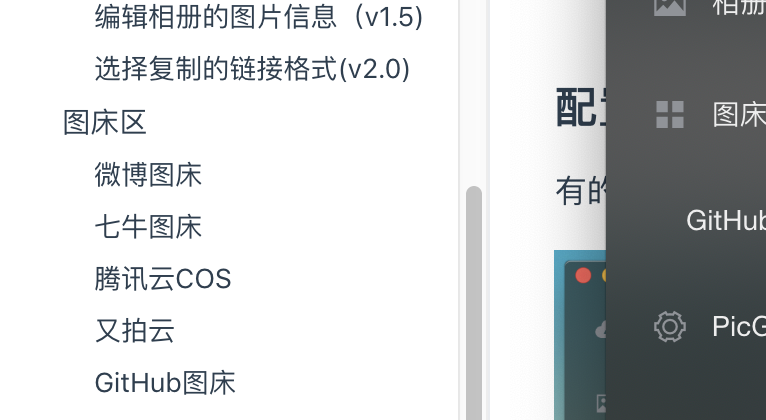 编辑相册的图片信息（v1.5)
选择复制的链接格式(v2.0)
图床区
微博图床
七牛图床
腾讯云COS
又拍云
GitHub图床
配
有的
相册
图床
GitHub
PicG